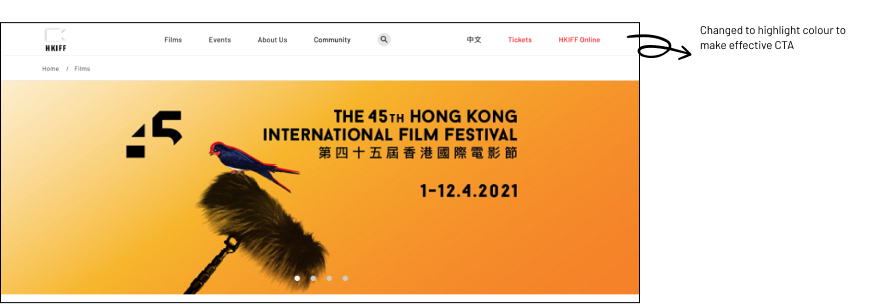 HKIFF
Films Events About Us Community 中文 Tickets HKIFF Online
Changed to highlight colour to
make effective CTA
Home / Films
45
THE 45TH HONG KONG
INTERNATIONAL FILM FESTIVAL
第四十五屆香港國際電影節
1-12.4.2021